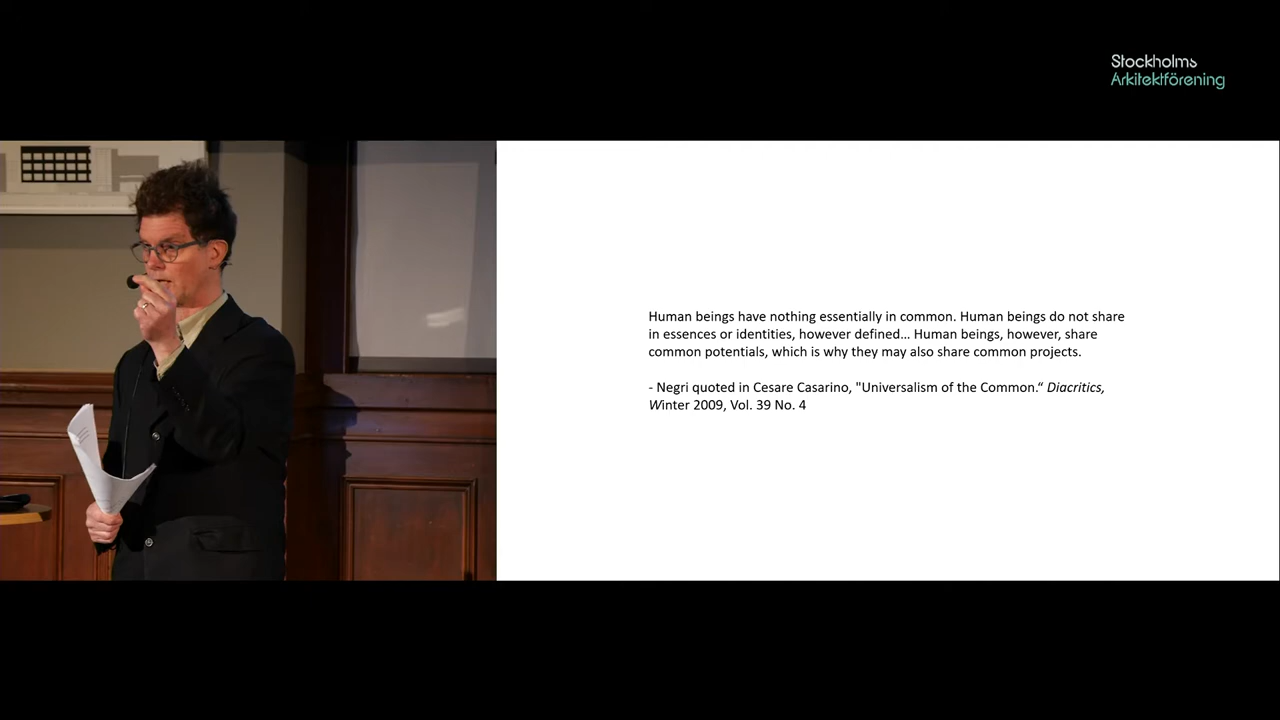 Stockholms
Arkitektförening
Human beings have nothing essentially in common. Human beings do not share
in essences or identities, however defined... Human beings, however, share
common potentials, which is why they may also share common projects.
- Negri quoted in Cesare Casarino, "Universalism of the Common.“ Diacritics,
Winter 2009, Vol. 39 No. 4